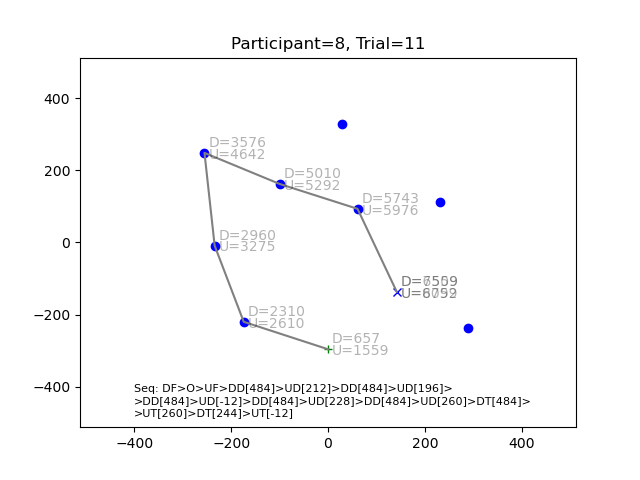 Participant=8, Trial=11
400
200
0
−200
−400
D=3576
U=4642
D=5010
U=5292
D=5743
U=5976
D=2960
U=3275
D=2310
U=2610
D=657
U=1559
Seq: DF>O>UF>DD[484]>UD[212]>DD[484]>UD[196]>
>DD[484]>UD[-12]>DD[484]>UD[228]>DD[484]>UD[260]>DT[484]>
>UT[260]>DT[244]>UT[-12]
−400
−200
0
200
400